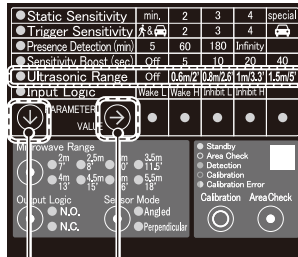 Static Sensitivity min. 2 3 4 special
Trigger Sensitivity &
Presence Detection (min) 5 60 180 Infinity
Sensitivity Boost (sec) Off 5 10 20 40
Ultrasonic Range Off 0.6m/2' 0.8m/2.6' 1m/3.3' 1.5m/5'
Input Logic Wake L Wake H Inhibit L Inhibit H
PARAMETER
VALUE
Microwave Range
2m 2,5m 3.5m
7' 8' 11.5'
4m 4,5m 5,5m
13' 15' 18'
Output Logic Sensor Mode
N.O. Angled
N.C. Perpendicular
Standby
Area Check
Detection
Calibration
Calibration Error
Calibration Area Check